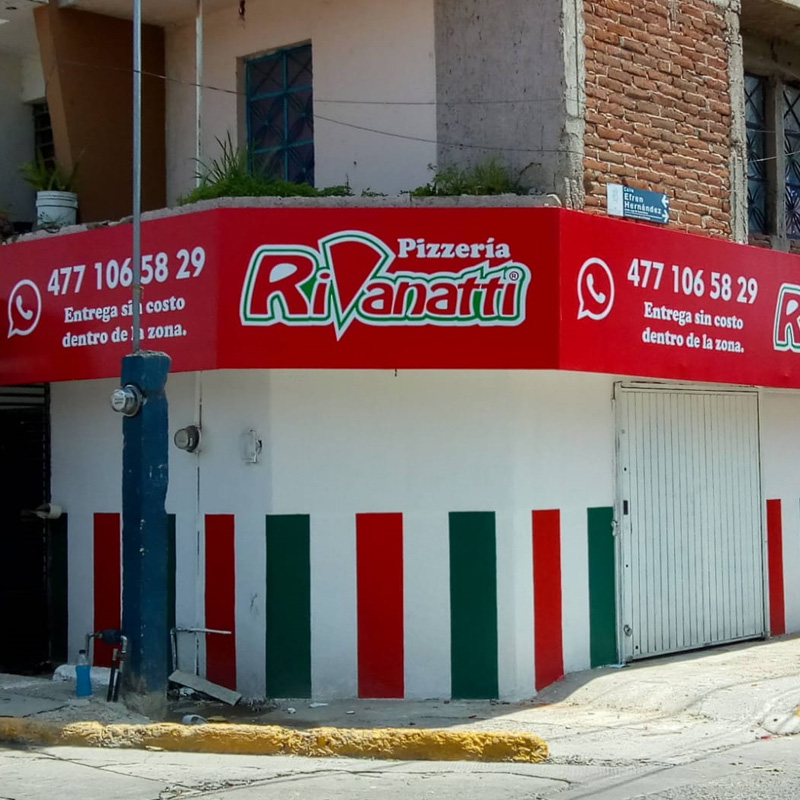 Calle
Efren
Hernández
477 106 58 29
Entrega sin costo
dentro de la zona.
Pizzería
Rivanatti®
477 106 58 29
Entrega sin costo
dentro de la zona.